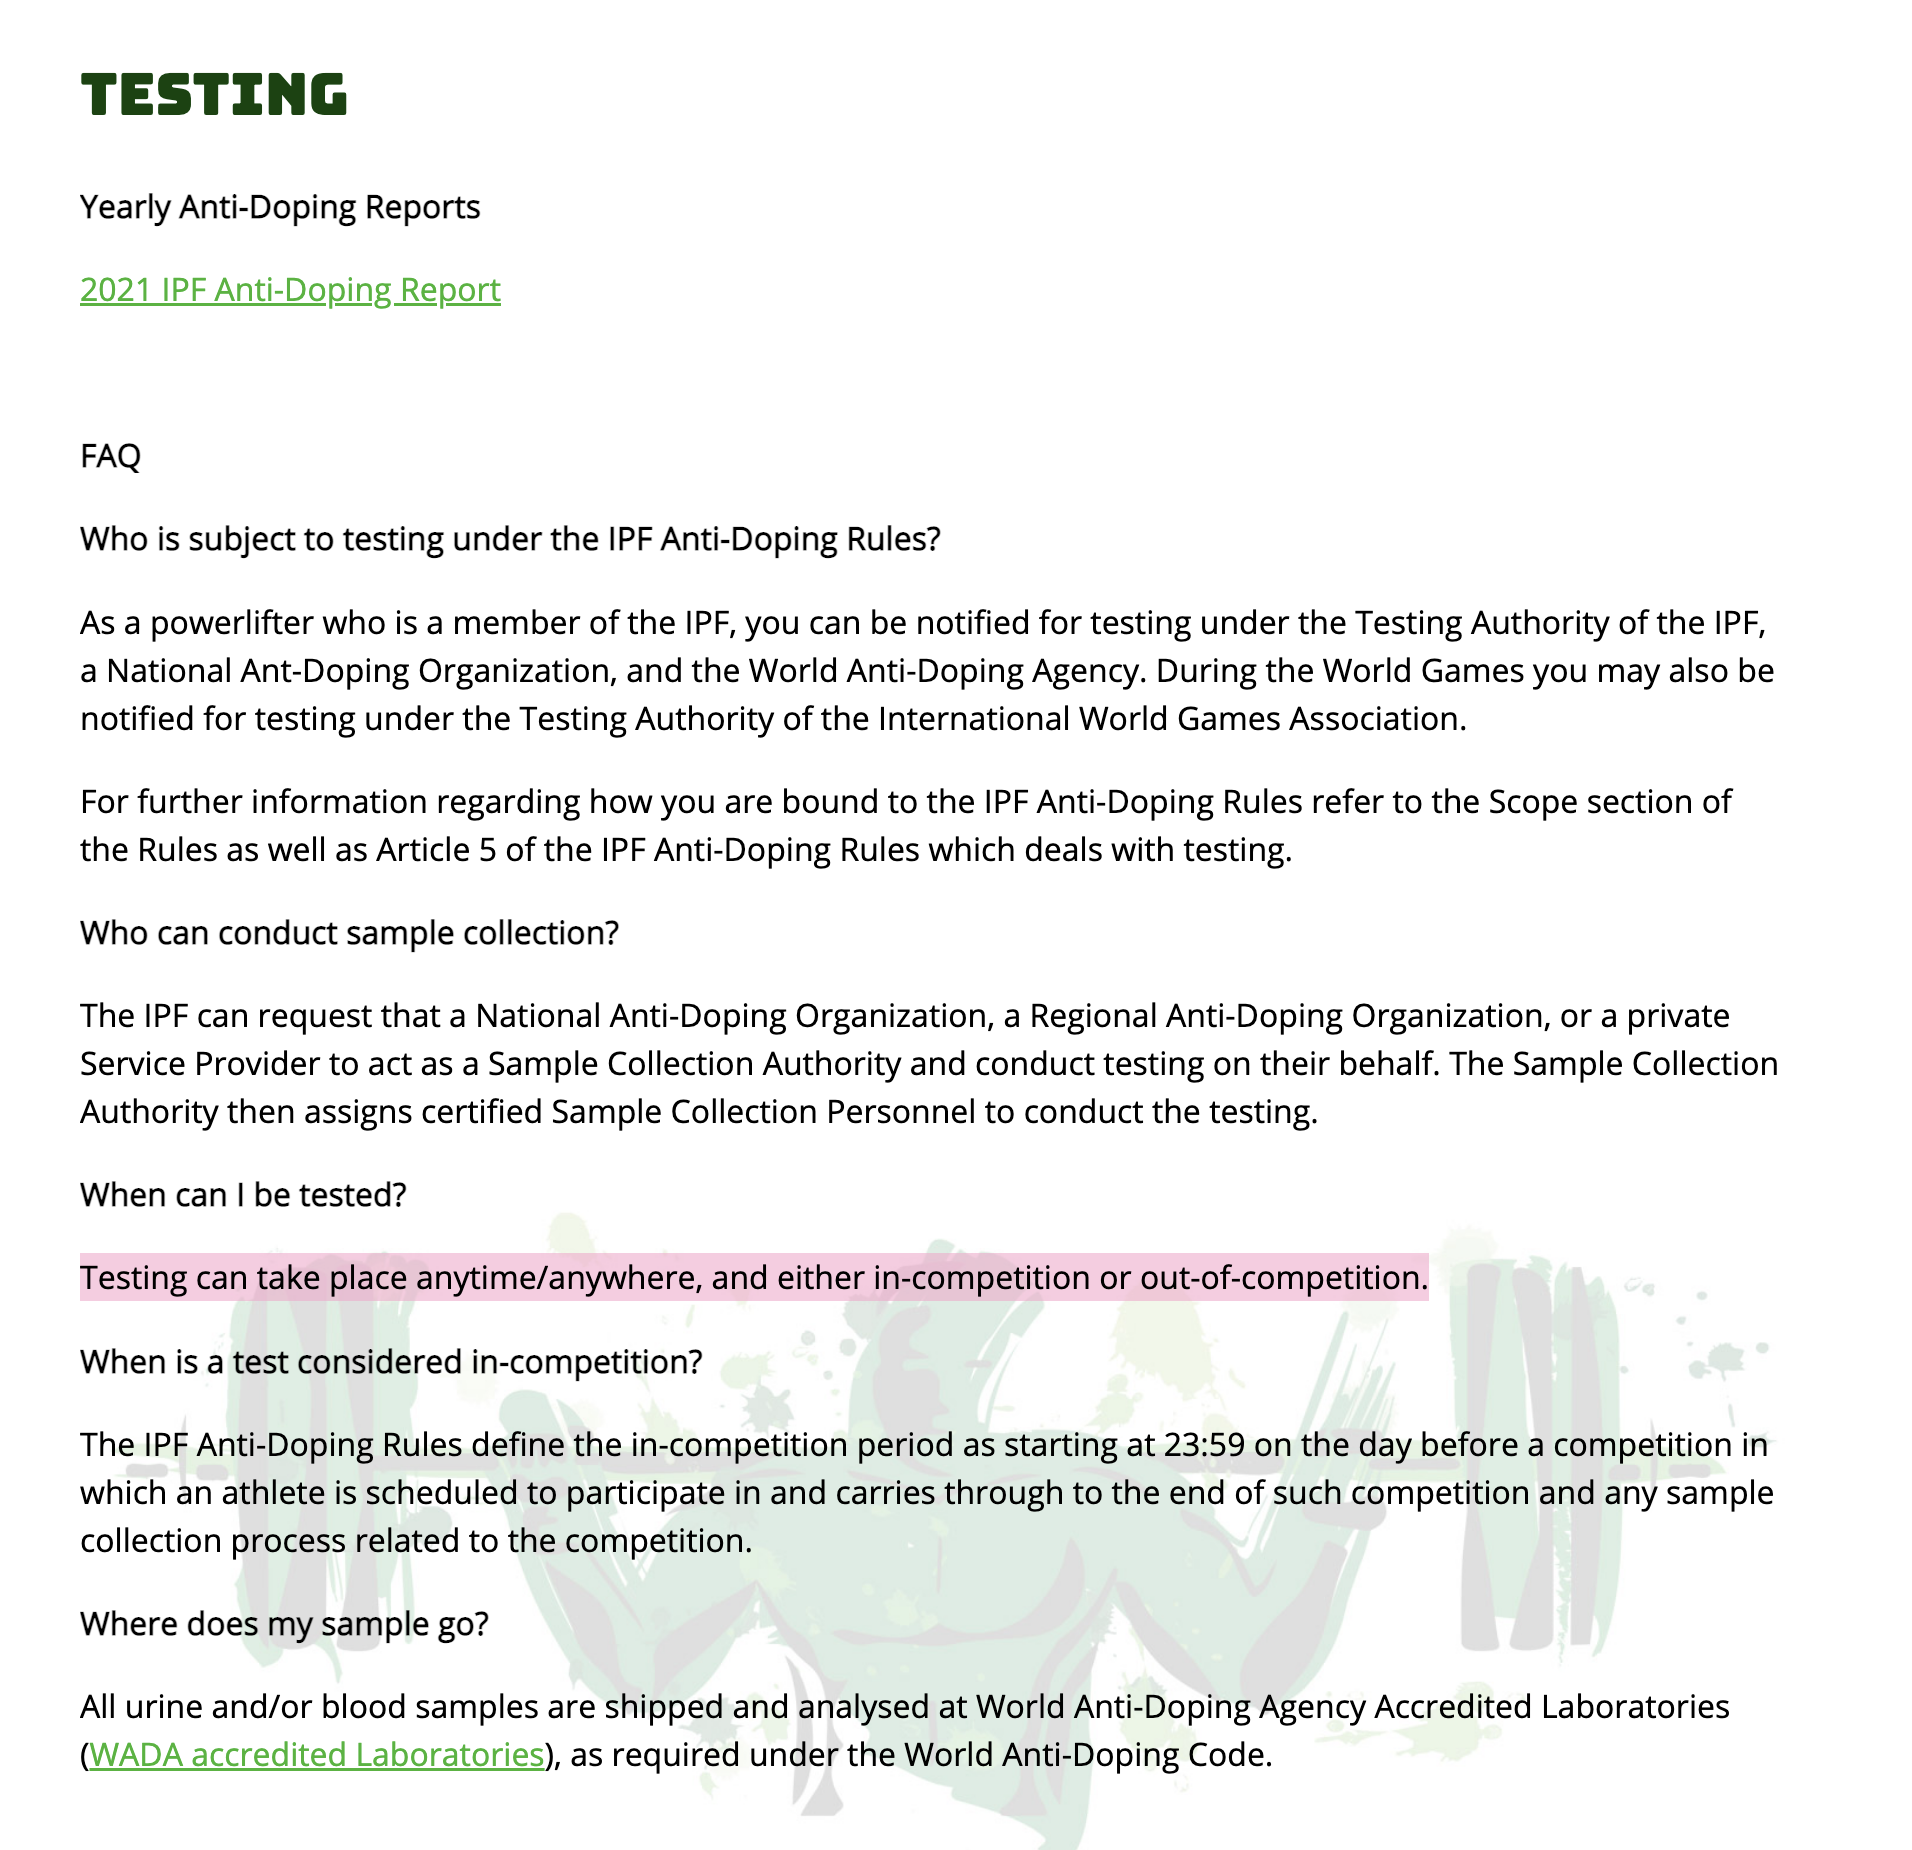 TESTING
Yearly Anti-Doping Reports
2021 IPF Anti-Doping Report
FAQ
Who is subject to testing under the IPF Anti-Doping Rules?
As a powerlifter who is a member of the IPF, you can be notified for testing under the Testing Authority of the IPF,
a National Ant-Doping Organization, and the World Anti-Doping Agency. During the World Games you may also be
notified for testing under the Testing Authority of the International World Games Association.
For further information regarding how you are bound to the IPF Anti-Doping Rules refer to the Scope section of
the Rules as well as Article 5 of the IPF Anti-Doping Rules which deals with testing.
Who can conduct sample collection?
The IPF can request that a National Anti-Doping Organization, a Regional Anti-Doping Organization, or a private
Service Provider to act as a Sample Collection Authority and conduct testing on their behalf. The Sample Collection
Authority then assigns certified Sample Collection Personnel to conduct the testing.
When can I be tested?
Testing can take place anytime/anywhere, and either in-competition or out-of-competition.
When is a test considered in-competition?
The IPF Anti-Doping Rules define the in-competition period as starting at 23:59 on the day before a competition in
which an athlete is scheduled to participate in and carries through to the end of such competition and any sample
collection process related to the competition.
Where does my sample go?
All urine and/or blood samples are shipped and analysed at World Anti-Doping Agency Accredited Laboratories
(WADA accredited Laboratories), as required under the World Anti-Doping Code.